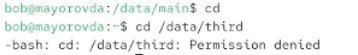 bob@mayorovda:/data/main$ cd
bob@mayorovda:~$ cd /data/third
-bash: cd: /data/third: Permission denied